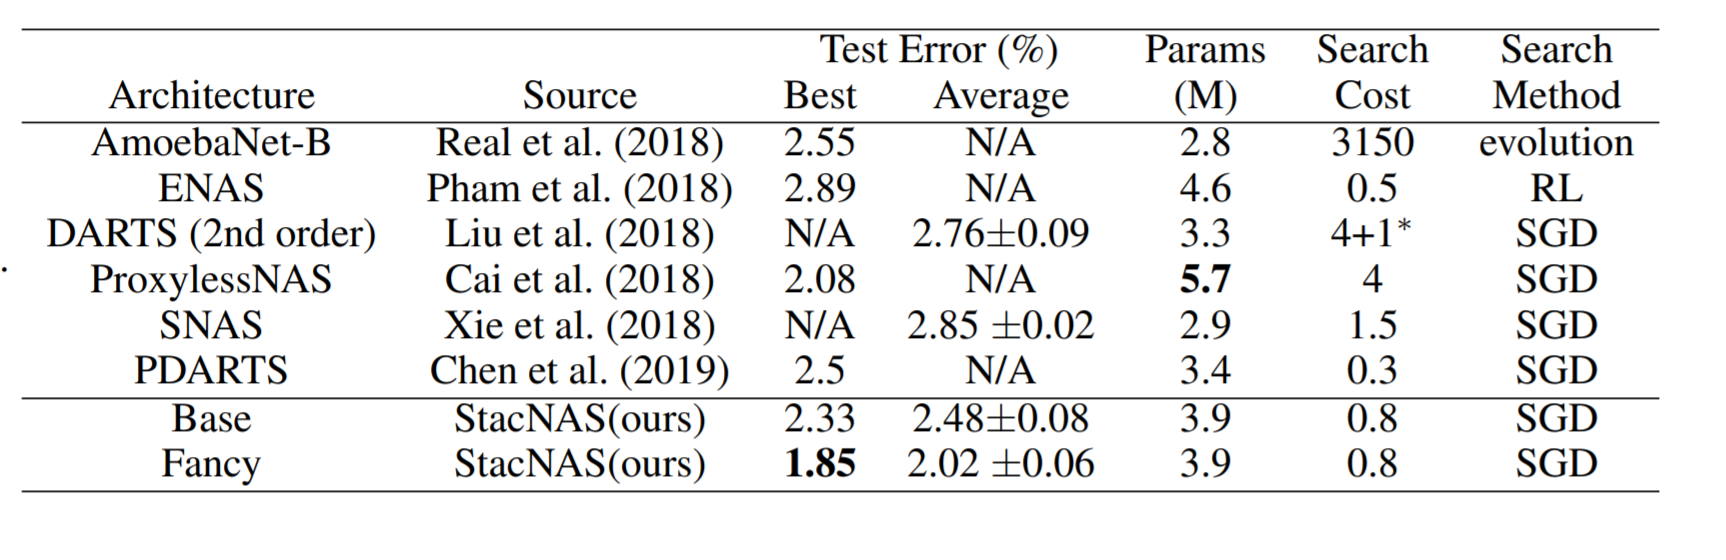 Test Error (%) Params Search Search
Architecture Source Best Average (M) Cost Method
AmoebaNet-B Real et al. (2018) 2.55 N/A 2.8 3150 evolution
ENAS Pham et al. (2018) 2.89 N/A 4.6 0.5 RL
DARTS (2nd order) Liu et al. (2018) N/A 2.76±0.09 3.3 4+1* SGD
. ProxylessNAS Cai et al. (2018) 2.08 N/A 5.7 4 SGD
SNAS Xie et al. (2018) N/A 2.85 ±0.02 2.9 1.5 SGD
PDARTS Chen et al. (2019) 2.5 N/A 3.4 0.3 SGD
Base StacNAS(ours) 2.33 2.48±0.08 3.9 0.8 SGD
Fancy StacNAS(ours) 1.85 2.02 ±0.06 3.9 0.8 SGD